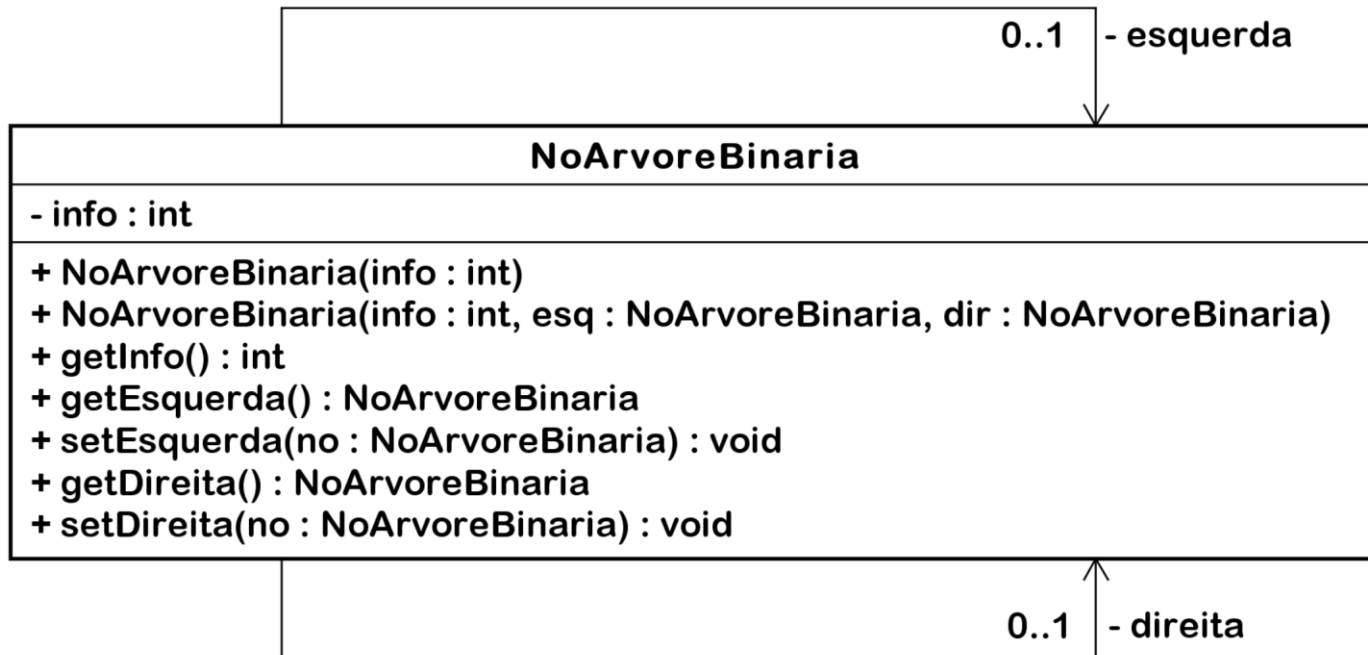 0..1 - esquerda
NoArvoreBinaria
- info : int
+ NoArvoreBinaria(info : int)
+ NoArvoreBinaria(info : int, esq : NoArvoreBinaria, dir : NoArvoreBinaria)
+ getInfo() : int
+ getEsquerda() : NoArvoreBinaria
+ setEsquerda(no : NoArvoreBinaria) : void
+ getDireita() : NoArvoreBinaria
+ setDireita(no : NoArvoreBinaria) : void
0..1 - direita